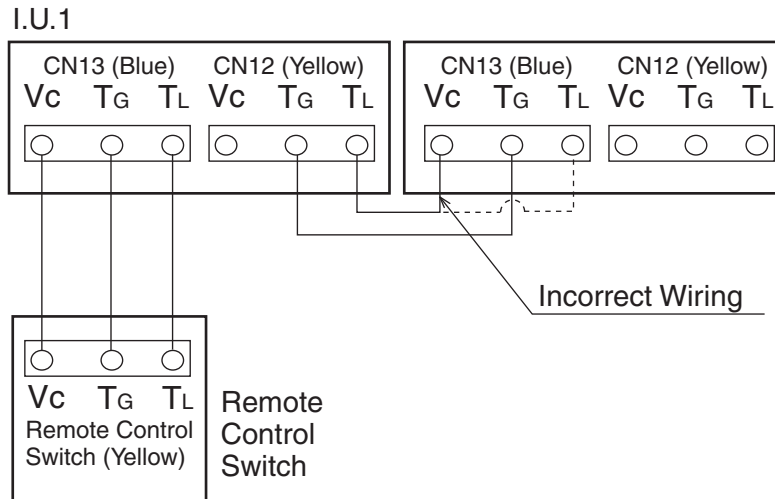 I.U.1
CN13 (Blue) CN12 (Yellow) CN13 (Blue) CN12 (Yellow)
Vc TG TL Vc TG TL Vc TG TL Vc TG TL
Incorrect Wiring
Vc TG TL
Remote Control
Switch (Yellow)
Remote
Control
Switch